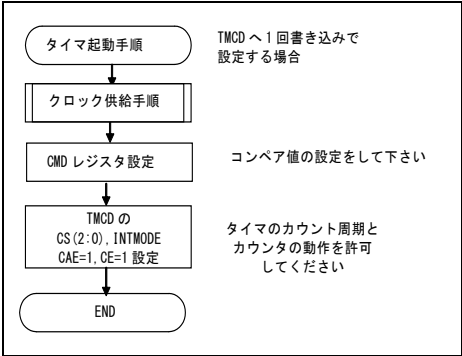 タイマ起動手順
TMCD へ 1 回書き込みで
設定する場合
クロック供給手順
CMD レジスタ設定
コンペア値の設定をして下さい
TMCD の
CS(2:0), INTMODE
CAE=1, CE=1 設定
タイマのカウント周期と
カウンタの動作を許可
してください
END